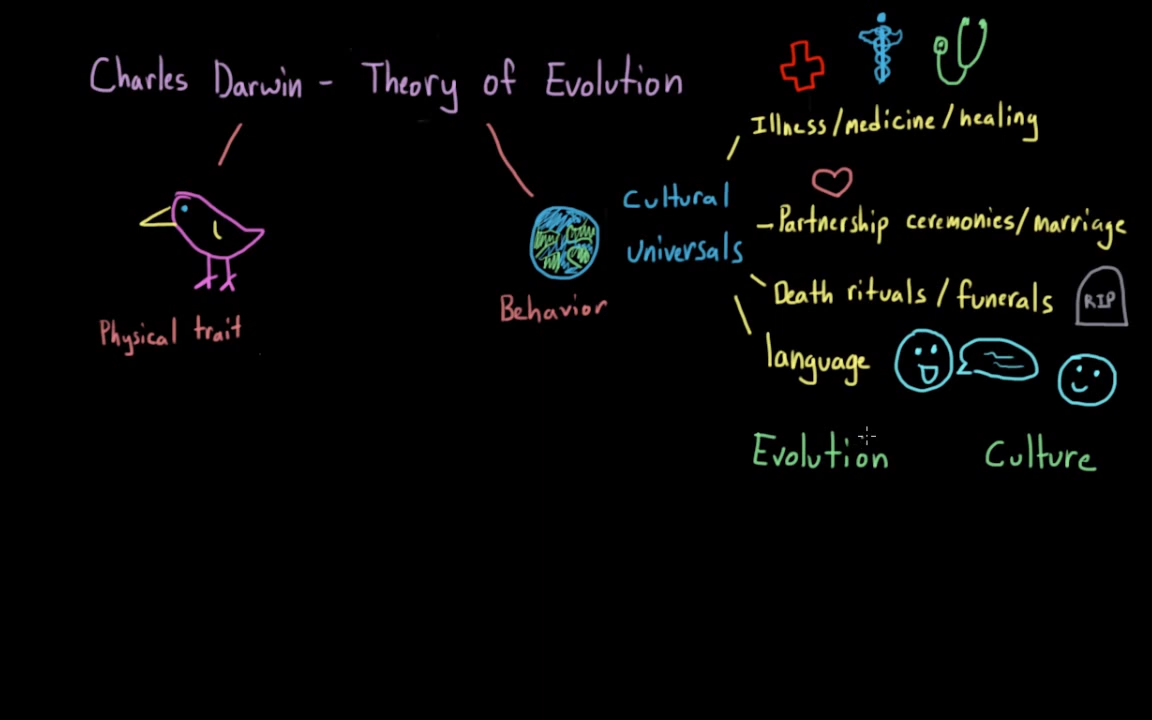 Charles Darwin - Theory of Evolution
Physical trait
Behavior
Cultural
Universals
Illness/medicine/healing
Partnership ceremonies/marriage
Death rituals/funerals
RIP
language
Evolution
Culture